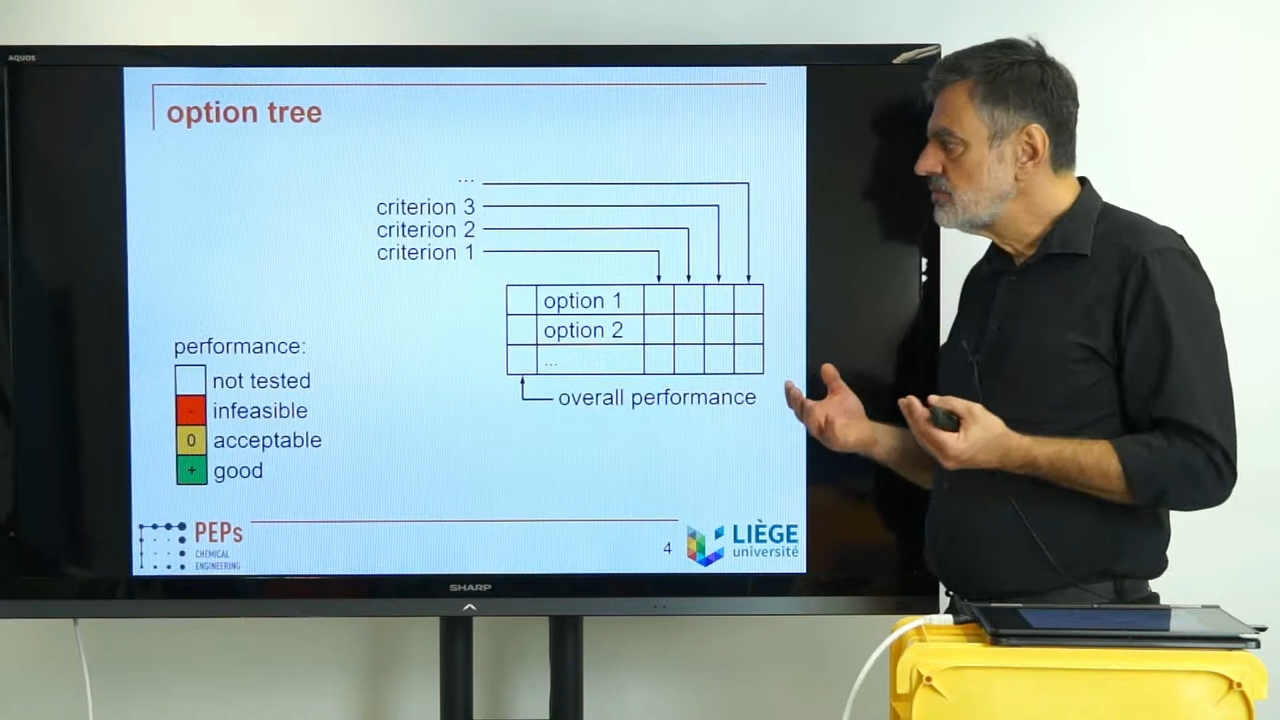 AQUOS
option tree
...
criterion 3
criterion 2
criterion 1
option 1
option 2
...
overall performance
performance:
not tested
- infeasible
0 acceptable
+ good
PEPs
CHEMICAL
ENGINEERING
4
LIÈGE
université
SHARP